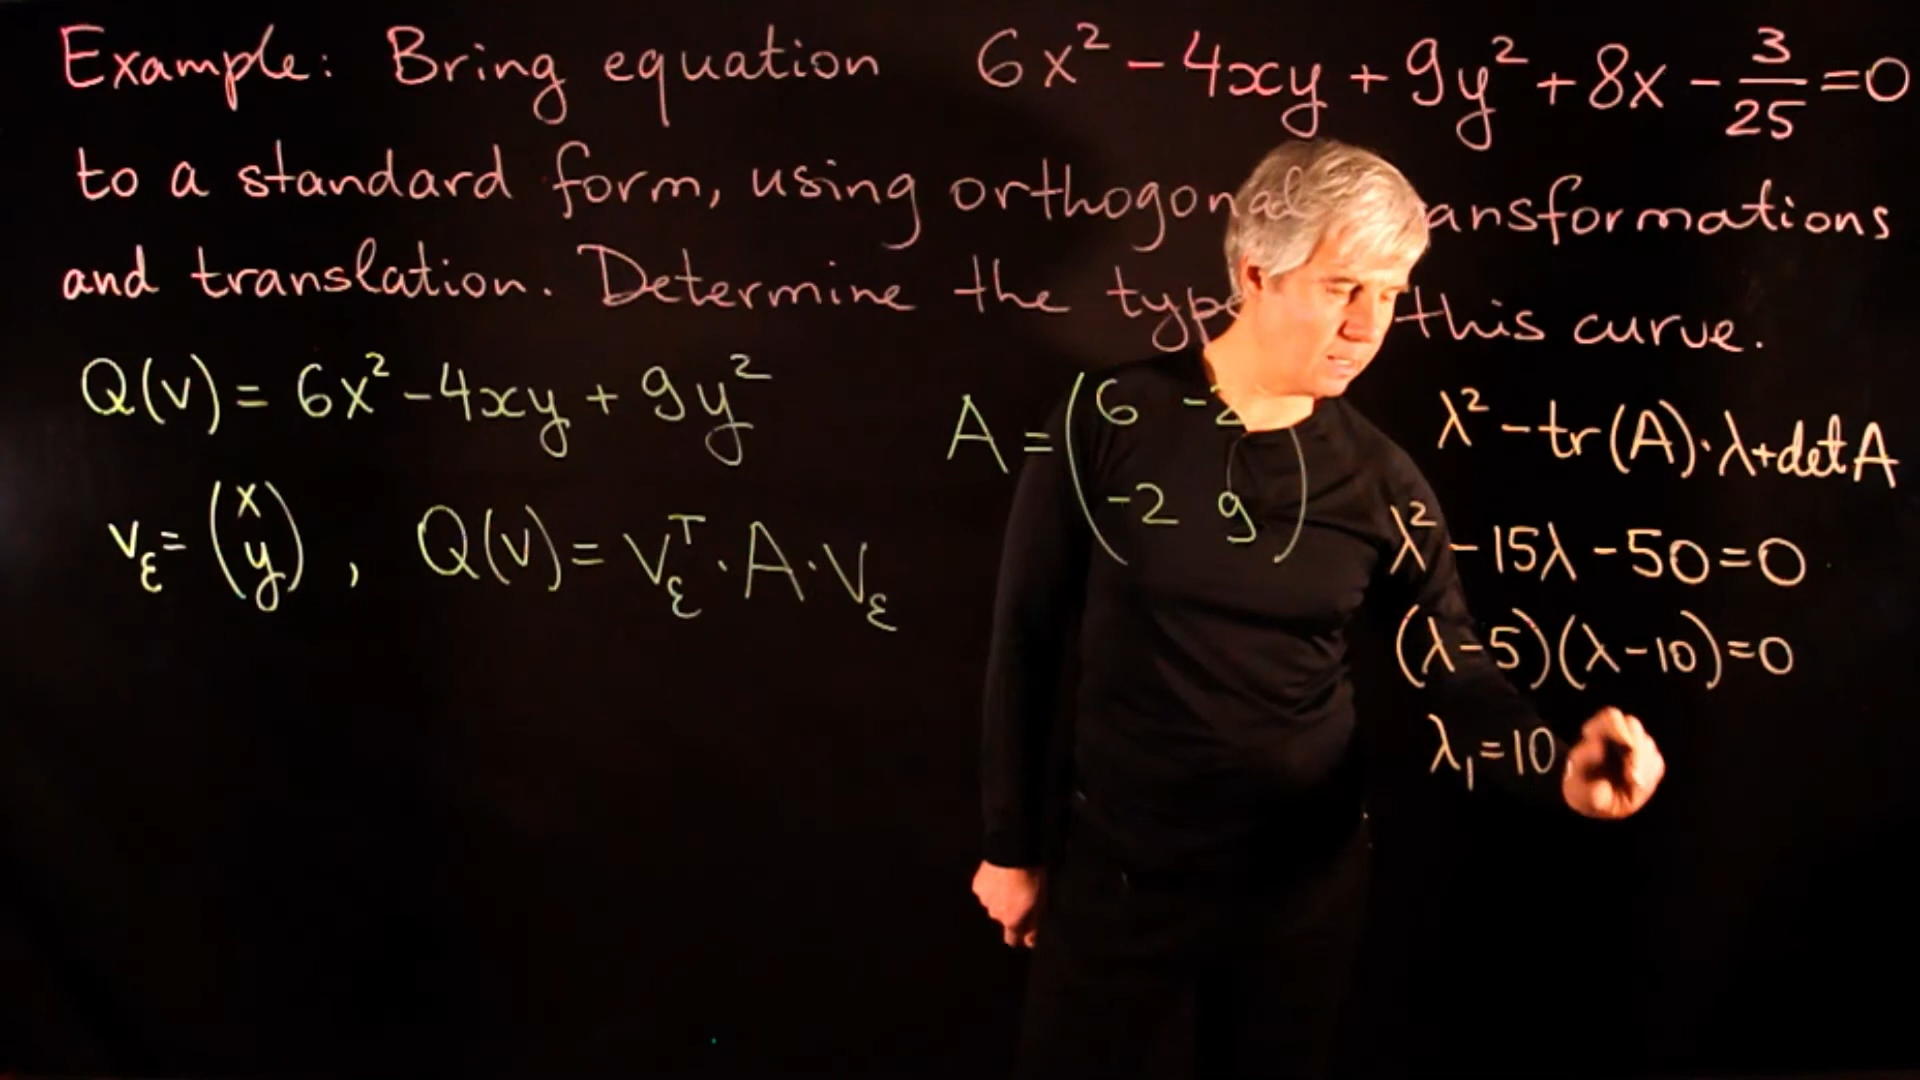 Example: Bring equation 6x² - 4xy + 9y² + 8x - 3/25 = 0
to a standard form, using orthogonal ansformations
and translation. Determine the type this curve.
Q(v) = 6x² - 4xy + 9y²
A = (6 -2
-2 9)
λ² - tr(A)·λ + det A
v_ε = (x y), Q(v) = v_ε^T · A · v_ε
λ² - 15λ - 50 = 0
(λ - 5)(λ - 10) = 0
λ₁ = 10